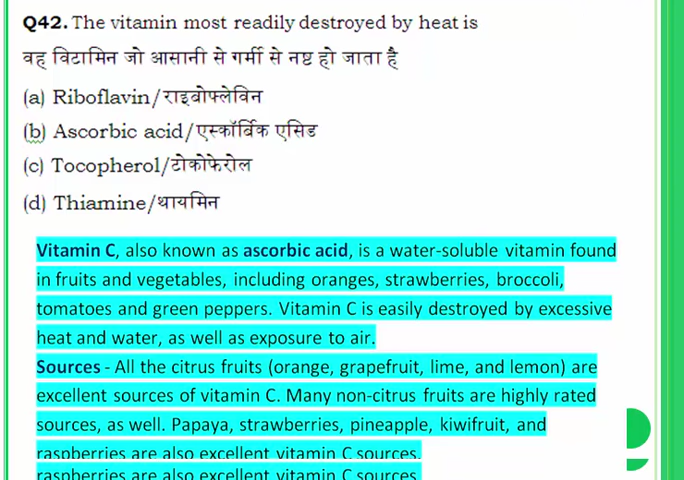 Q42. The vitamin most readily destroyed by heat is
वह विटामिन जो आसानी से गर्मी से नष्ट हो जाता है
(a) Riboflavin/राइबोफ्लेविन
(b) Ascorbic acid/एस्कॉर्बिक एसिड
(c) Tocopherol/टोकोफेरोल
(d) Thiamine/थायमिन
Vitamin C, also known as ascorbic acid, is a water-soluble vitamin found
in fruits and vegetables, including oranges, strawberries, broccoli,
tomatoes and green peppers. Vitamin C is easily destroyed by excessive
heat and water, as well as exposure to air.
Sources - All the citrus fruits (orange, grapefruit, lime, and lemon) are
excellent sources of vitamin C. Many non-citrus fruits are highly rated
sources, as well. Papaya, strawberries, pineapple, kiwifruit, and
raspberries are also excellent vitamin C sources.
raspberries are also excellent vitamin C sources